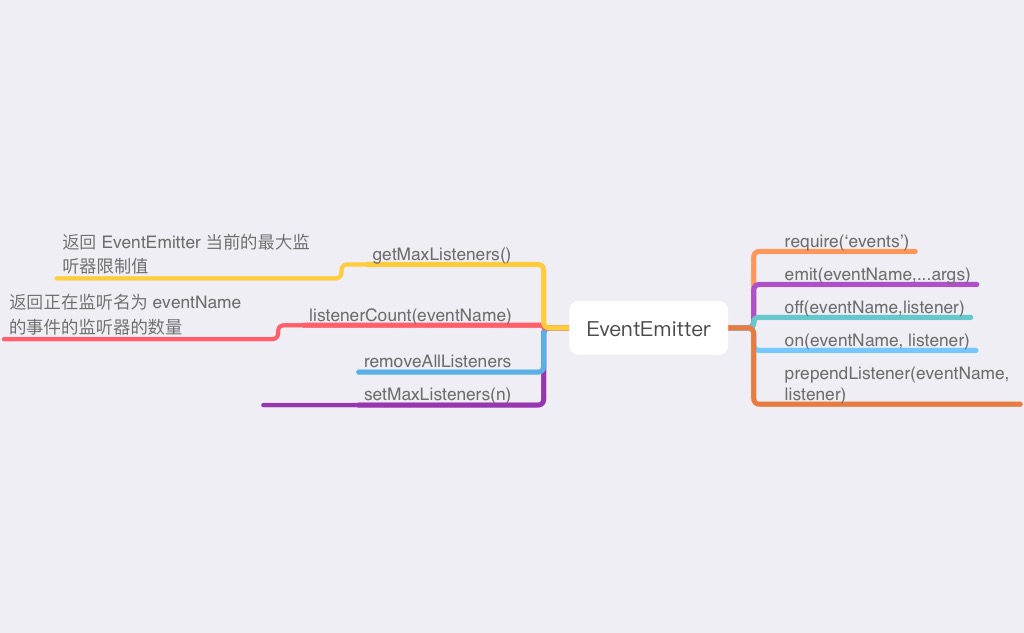 返回 EventEmitter 当前的最大监
听器限制值
getMaxListeners()
返回正在监听名为 eventName
的事件的监听器的数量
listenerCount(eventName)
removeAllListeners
setMaxListeners(n)
EventEmitter
require(‘events’)
emit(eventName,...args)
off(eventName,listener)
on(eventName, listener)
prependListener(eventName,
listener)